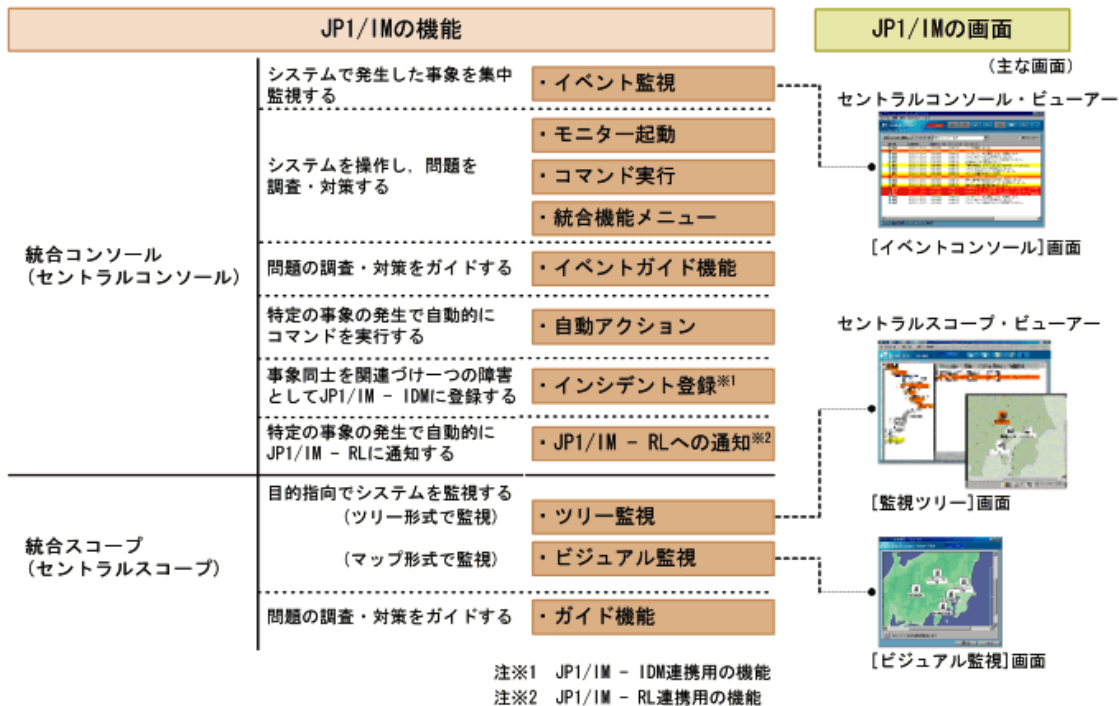 JP1/IMの機能
JP1/IMの画面
(主な画面)
統合コンソール
(セントラルコンソール)
システムで発生した事象を集中
監視する
・イベント監視
システムを操作し，問題を
調査・対策する
・モニター起動
・コマンド実行
・統合機能メニュー
問題の調査・対策をガイドする
・イベントガイド機能
特定の事象の発生で自動的に
コマンドを実行する
・自動アクション
事象同士を関連づけ一つの障害
としてJP1/IM - IDMに登録する
・インシデント登録※1
特定の事象の発生で自動的に
JP1/IM - RLに通知する
・JP1/IM - RLへの通知※2
統合スコープ
(セントラルスコープ)
目的指向でシステムを監視する
(ツリー形式で監視)
・ツリー監視
(マップ形式で監視)
・ビジュアル監視
問題の調査・対策をガイドする
・ガイド機能
セントラルコンソール・ビューアー
[イベントコンソール]画面
セントラルスコープ・ビューアー
[監視ツリー]画面
[ビジュアル監視]画面
注※1 JP1/IM - IDM連携用の機能
注※2 JP1/IM - RL連携用の機能